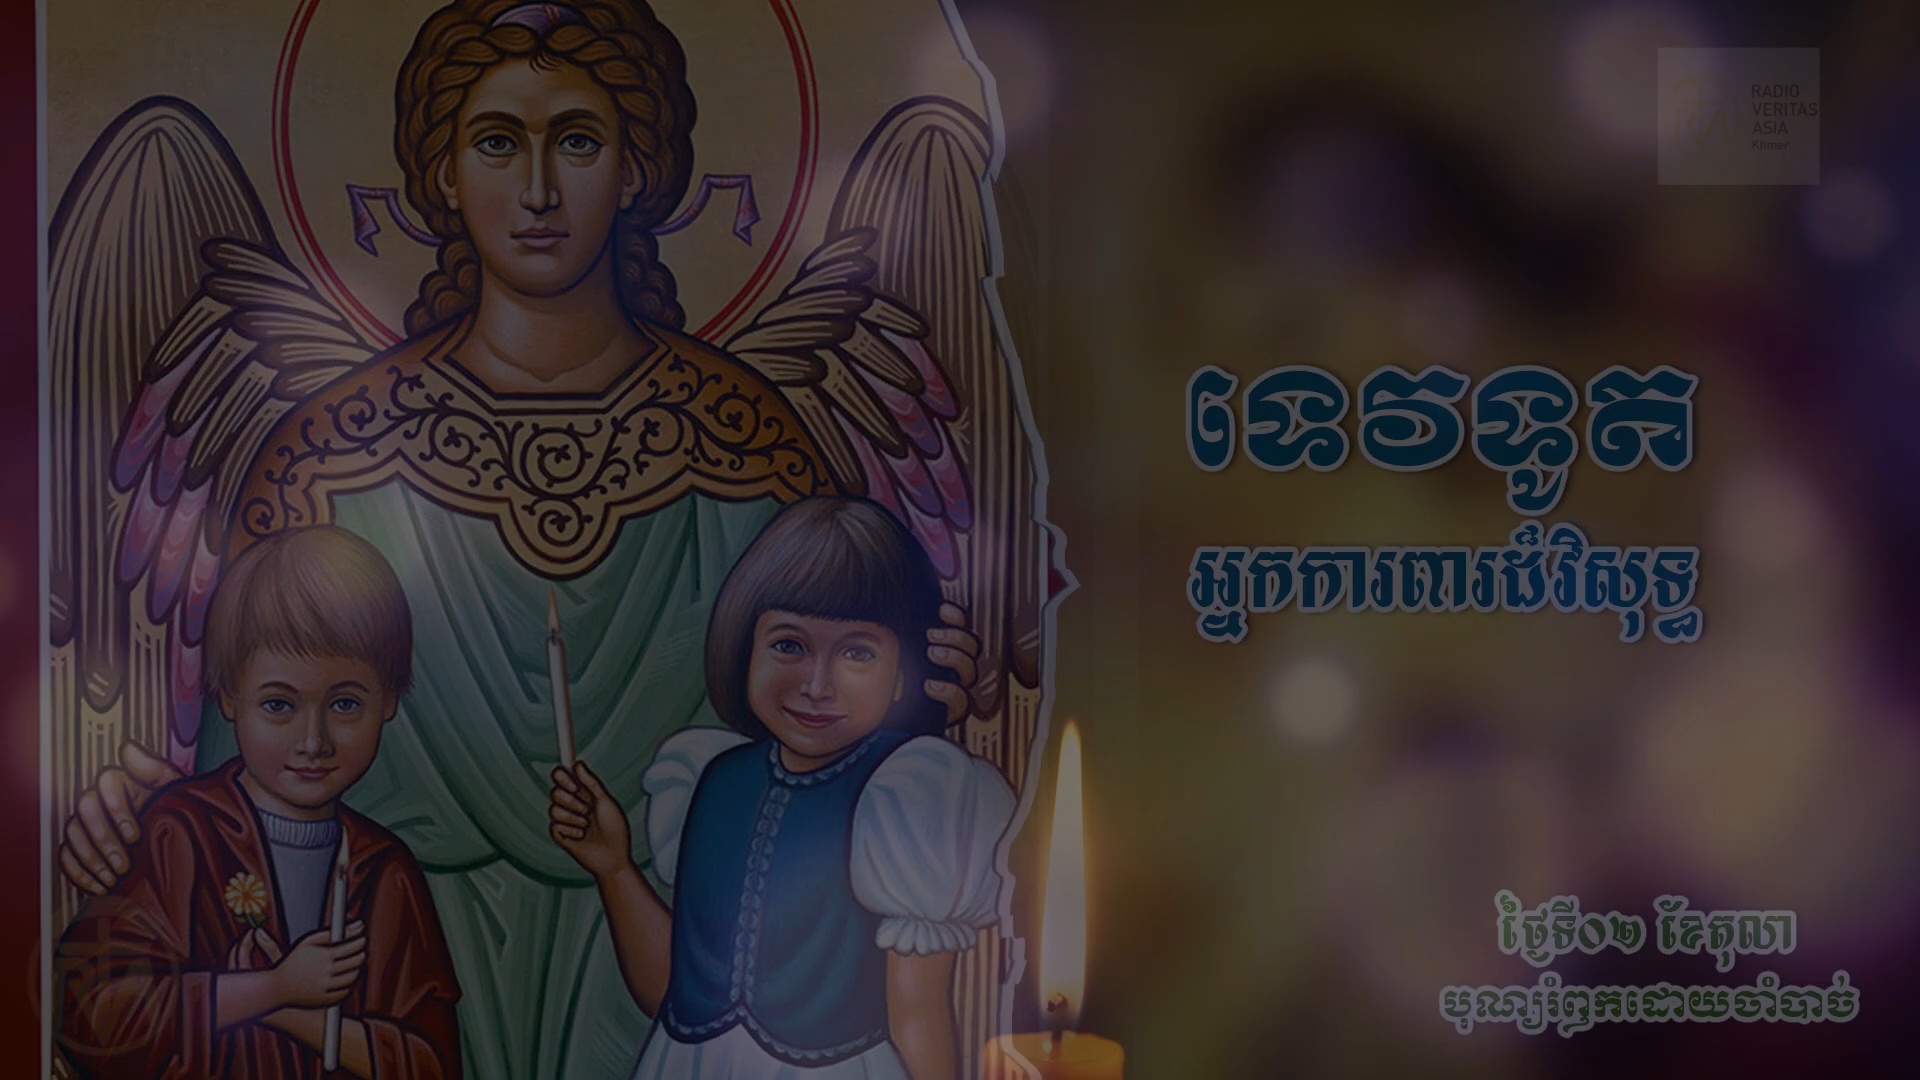 RADIO
VERITAS
ASIA
Khmer
ទេវទូត
អ្នកការពារដ៏វិសុទ្ធ
ថ្ងៃទី០២ ខែតុលា
បុណ្យរំឭកដោយចាំបាច់